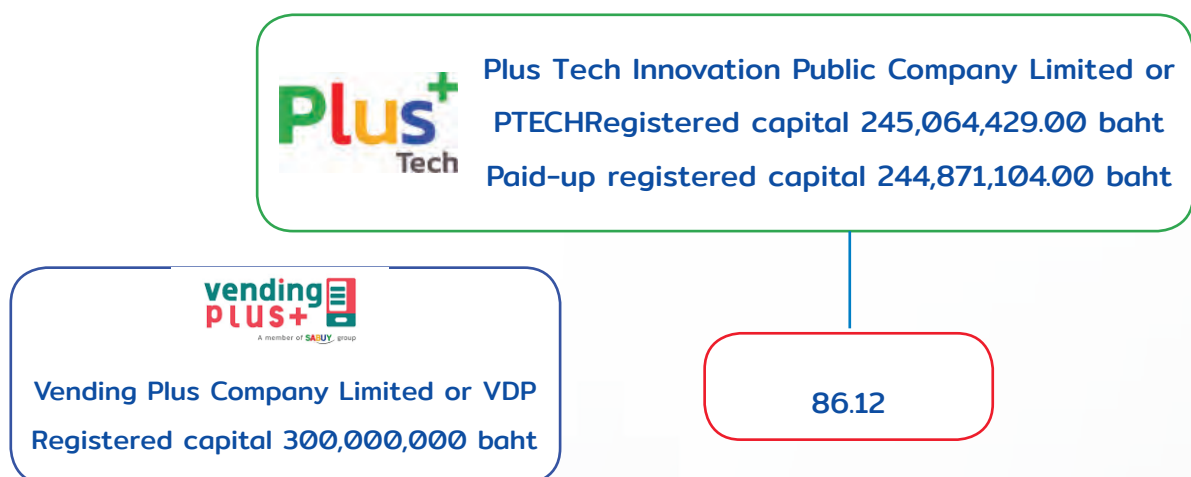 Plus+
Tech
Plus Tech Innovation Public Company Limited or
PTECHRegistered capital 245,064,429.00 baht
Paid-up registered capital 244,871,104.00 baht
vending
PLUS+
A member of SABUY group
Vending Plus Company Limited or VDP
Registered capital 300,000,000 baht
86.12